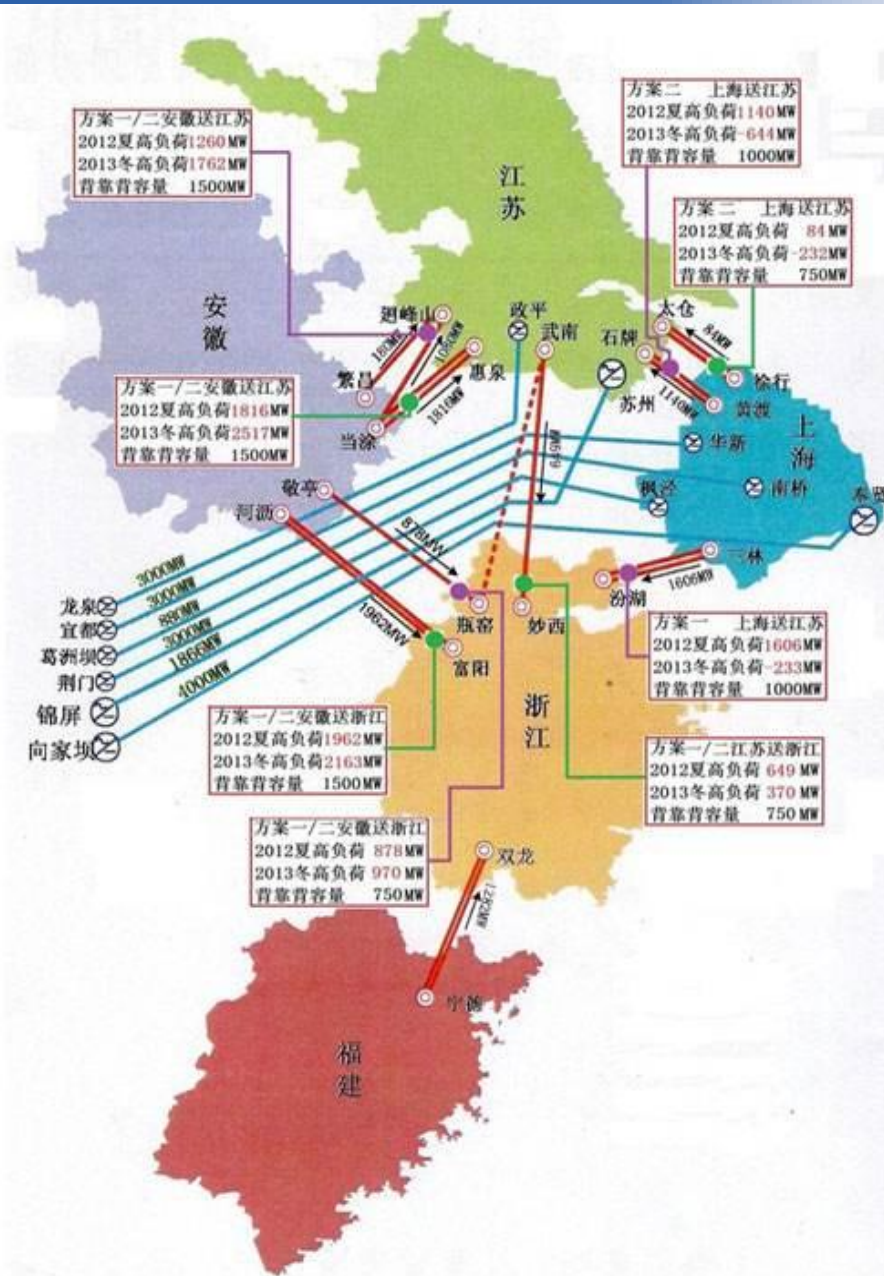 方案一/二安徽送江苏
2012夏高负荷1260MW
2013冬高负荷1762MW
背靠背容量 1500MW
方案二 上海送江苏
2012夏高负荷1140MW
2013冬高负荷-644MW
背靠背容量 1000MW
方案二 上海送江苏
2012夏高负荷 84MW
2013冬高负荷-232MW
背靠背容量 750MW
江苏
安徽
上海
浙江
福建
廻峰山
政平
武南
石牌
太仓
180MW
1080MW
84MW
繁昌
惠泉
苏州
徐行
黄渡
1140MW
1816MW
方案一/二安徽送江苏
2012夏高负荷1816MW
2013冬高负荷2517MW
背靠背容量 1500MW
当涂
华新
649MW
敬亭
河沥
枫泾
南桥
奉贤
878MW
三林
1606MW
汾湖
龙泉
3000MW
宜都
3000MW
葛洲坝
880MW
荆门
3000MW
锦屏
1866MW
向家坝
4000MW
1962MW
瓶窑
妙西
富阳
方案一 上海送江苏
2012夏高负荷1606MW
2013冬高负荷-233MW
背靠背容量 1000MW
方案一/二安徽送浙江
2012夏高负荷1962MW
2013冬高负荷2163MW
背靠背容量 1500MW
方案一/二江苏送浙江
2012夏高负荷 649MW
2013冬高负荷 370MW
背靠背容量 750MW
方案一/二安徽送浙江
2012夏高负荷 878MW
2013冬高负荷 970MW
背靠背容量 750MW
双龙
1282MW
宁德